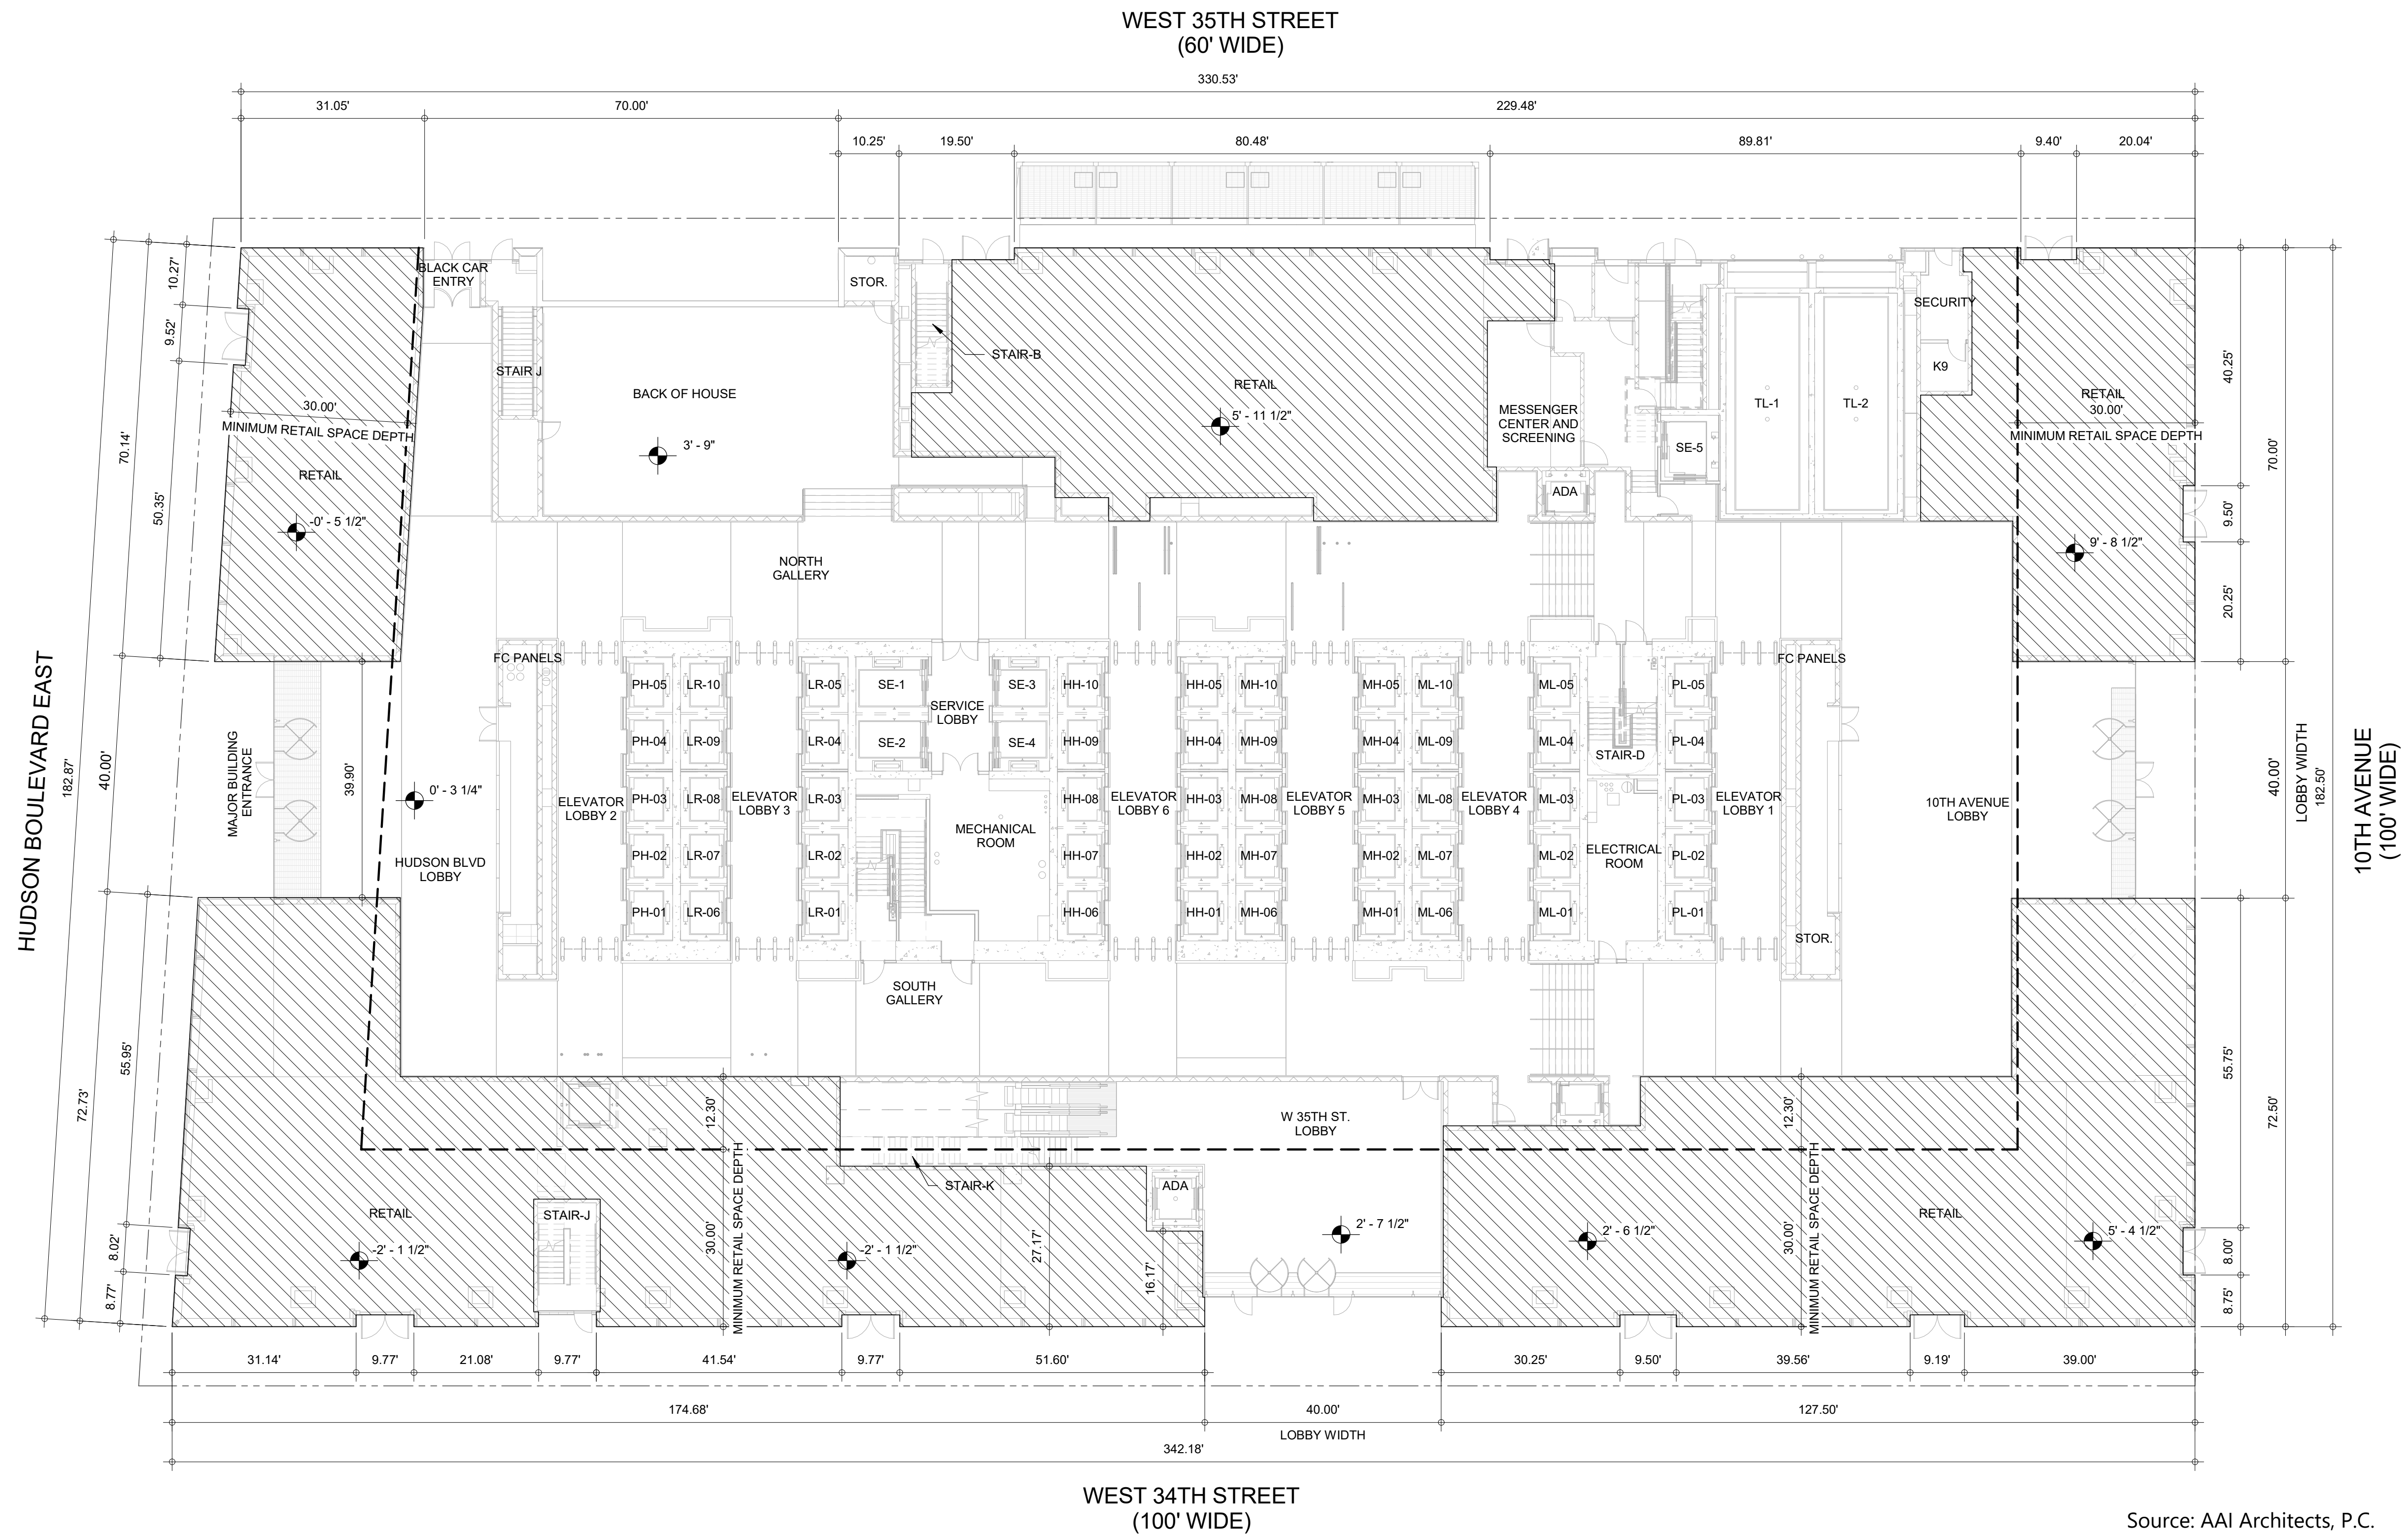 WEST 35TH STREET
(60' WIDE)
330.53'
31.05'
70.00'
229.48'
10.25'
19.50'
80.48'
89.81'
9.40'
20.04'
BLACK CAR
ENTRY
STOR.
SECURITY
K9
STAIR J
BACK OF HOUSE
3' - 9"
STAIR-B
RETAIL
5' - 11 1/2"
MESSENGER
CENTER AND
SCREENING
ADA
SE-5
TL-1
TL-2
RETAIL
30.00'
MINIMUM RETAIL SPACE DEPTH
9' - 8 1/2"
30.00'
MINIMUM RETAIL SPACE DEPTH
RETAIL
-0' - 5 1/2"
10.27'
9.52'
50.35'
70.14'
40.00'
182.87'
72.73'
55.95'
8.02'
8.77'
HUDSON BOULEVARD EAST
MAJOR BUILDING
ENTRANCE
39.90'
0' - 3 1/4"
HUDSON BLVD
LOBBY
NORTH
GALLERY
FC PANELS
FC PANELS
PH-05
LR-10
LR-05
SE-1
SE-3
HH-10
HH-05
MH-10
MH-05
ML-10
ML-05
PL-05
SERVICE
LOBBY
PH-04
LR-09
LR-04
SE-2
SE-4
HH-09
HH-04
MH-09
MH-04
ML-09
ML-04
STAIR-D
PL-04
ELEVATOR
LOBBY 2
PH-03
LR-08
ELEVATOR
LOBBY 3
LR-03
HH-08
ELEVATOR
LOBBY 6
HH-03
MH-08
ELEVATOR
LOBBY 5
MH-03
ML-08
ELEVATOR
LOBBY 4
ML-03
PL-03
ELEVATOR
LOBBY 1
10TH AVENUE
LOBBY
MECHANICAL
ROOM
ELECTRICAL
ROOM
PH-02
LR-07
LR-02
HH-07
HH-02
MH-07
MH-02
ML-07
ML-02
PL-02
PH-01
LR-06
LR-01
HH-06
HH-01
MH-06
MH-01
ML-06
ML-01
PL-01
STOR.
SOUTH
GALLERY
40.25'
9.50'
20.25'
70.00'
40.00'
LOBBY WIDTH
182.50'
55.75'
72.50'
8.00'
8.75'
10TH AVENUE
(100' WIDE)
12.30'
W 35TH ST.
LOBBY
12.30'
STAIR-K
ADA
RETAIL
STAIR-J
-2' - 1 1/2"
30.00'
MINIMUM RETAIL SPACE DEPTH
-2' - 1 1/2"
27.17'
16.17'
2' - 7 1/2"
2' - 6 1/2"
30.00'
MINIMUM RETAIL SPACE DEPTH
RETAIL
5' - 4 1/2"
31.14'
9.77'
21.08'
9.77'
41.54'
9.77'
51.60'
30.25'
9.50'
39.56'
9.19'
39.00'
174.68'
40.00'
127.50'
LOBBY WIDTH
342.18'
WEST 34TH STREET
(100' WIDE)
Source: AAI Architects, P.C.